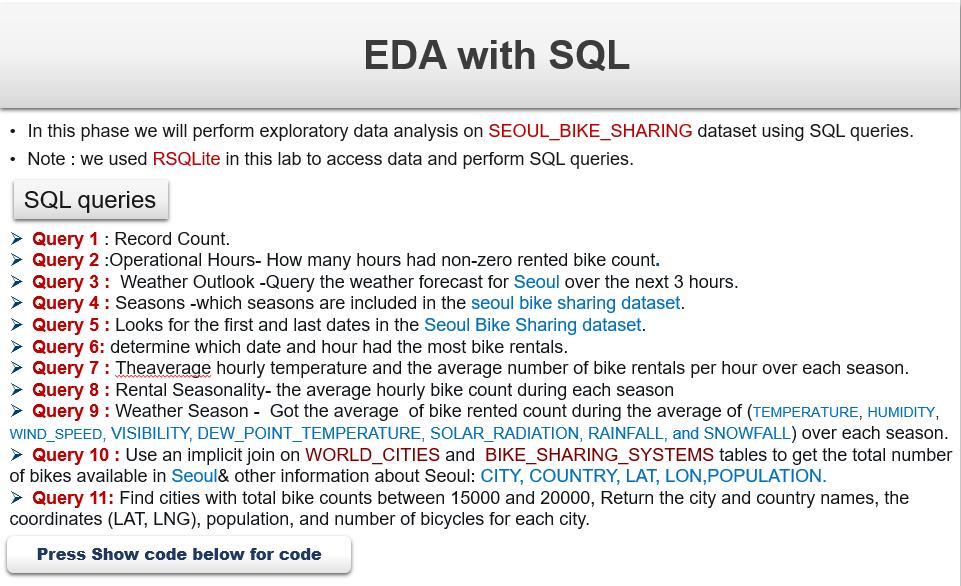 EDA with SQL
• In this phase we will perform exploratory data analysis on SEOUL_BIKE_SHARING dataset using SQL queries.
• Note : we used RSQLite in this lab to access data and perform SQL queries.
SQL queries
➢ Query 1 : Record Count.
➢ Query 2 :Operational Hours- How many hours had non-zero rented bike count.
➢ Query 3 : Weather Outlook -Query the weather forecast for Seoul over the next 3 hours.
➢ Query 4 : Seasons -which seasons are included in the seoul bike sharing dataset.
➢ Query 5 : Looks for the first and last dates in the Seoul Bike Sharing dataset.
➢ Query 6: determine which date and hour had the most bike rentals.
➢ Query 7 : Theaverage hourly temperature and the average number of bike rentals per hour over each season.
➢ Query 8 : Rental Seasonality- the average hourly bike count during each season
➢ Query 9 : Weather Season - Got the average of bike rented count during the average of (TEMPERATURE, HUMIDITY,
WIND_SPEED, VISIBILITY, DEW_POINT_TEMPERATURE, SOLAR_RADIATION, RAINFALL, and SNOWFALL) over each season.
➢ Query 10 : Use an implicit join on WORLD_CITIES and BIKE_SHARING_SYSTEMS tables to get the total number
of bikes available in Seoul& other information about Seoul: CITY, COUNTRY, LAT, LON,POPULATION.
➢ Query 11: Find cities with total bike counts between 15000 and 20000, Return the city and country names, the
coordinates (LAT, LNG), population, and number of bicycles for each city.
Press Show code below for code